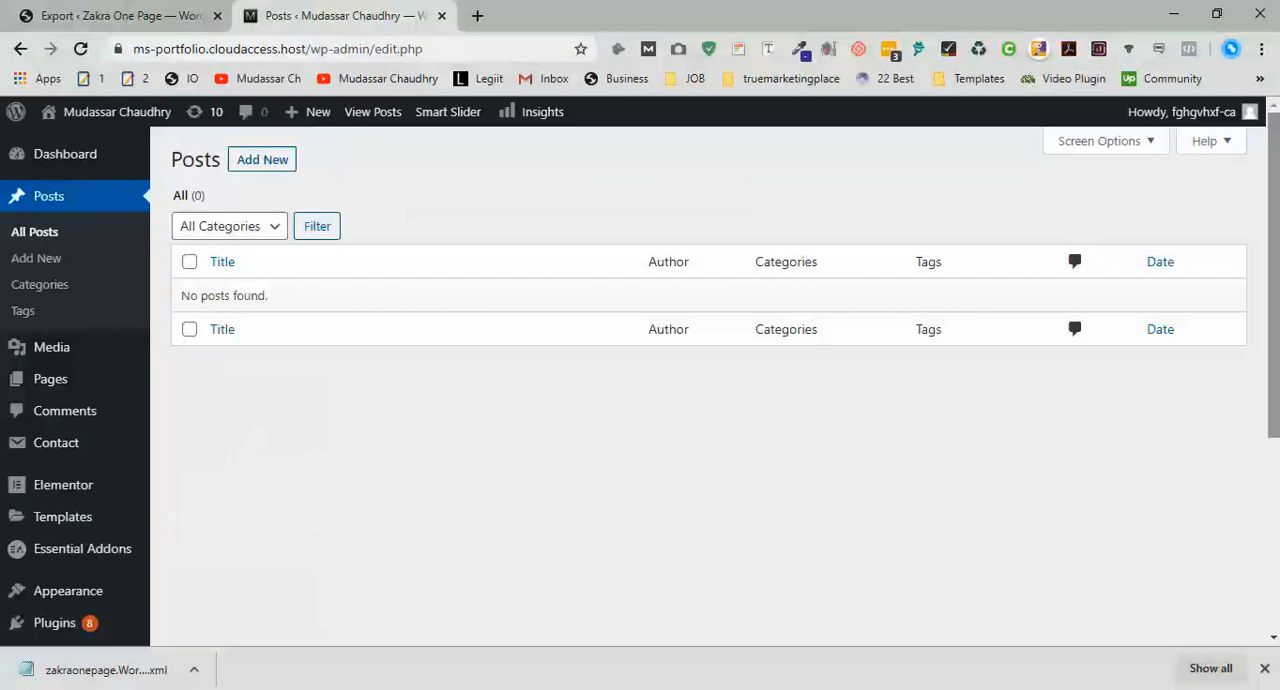 Export ‹ Zakra One Page — Wor
Posts ‹ Mudassar Chaudhry — W
ms-portfolio.cloudaccess.host/wp-admin/edit.php
Apps
1
2
IO
Mudassar Ch
Mudassar Chaudhry
Legiit
Inbox
Business
JOB
truemarketingplace
22 Best
Templates
Video Plugin
Community
»
Mudassar Chaudhry
10
0
New
View Posts
Smart Slider
Insights
Howdy, fghgvhxf-ca
Dashboard
Posts
All Posts
Add New
Categories
Tags
Media
Pages
Comments
Contact
Elementor
Templates
Essential Addons
Appearance
Plugins 8
Posts
Add New
Screen Options
Help
All (0)
All Categories
Filter
Title Author Categories Tags Date
No posts found.
Title Author Categories Tags Date
zakraonepage.Wor....xml
Show all